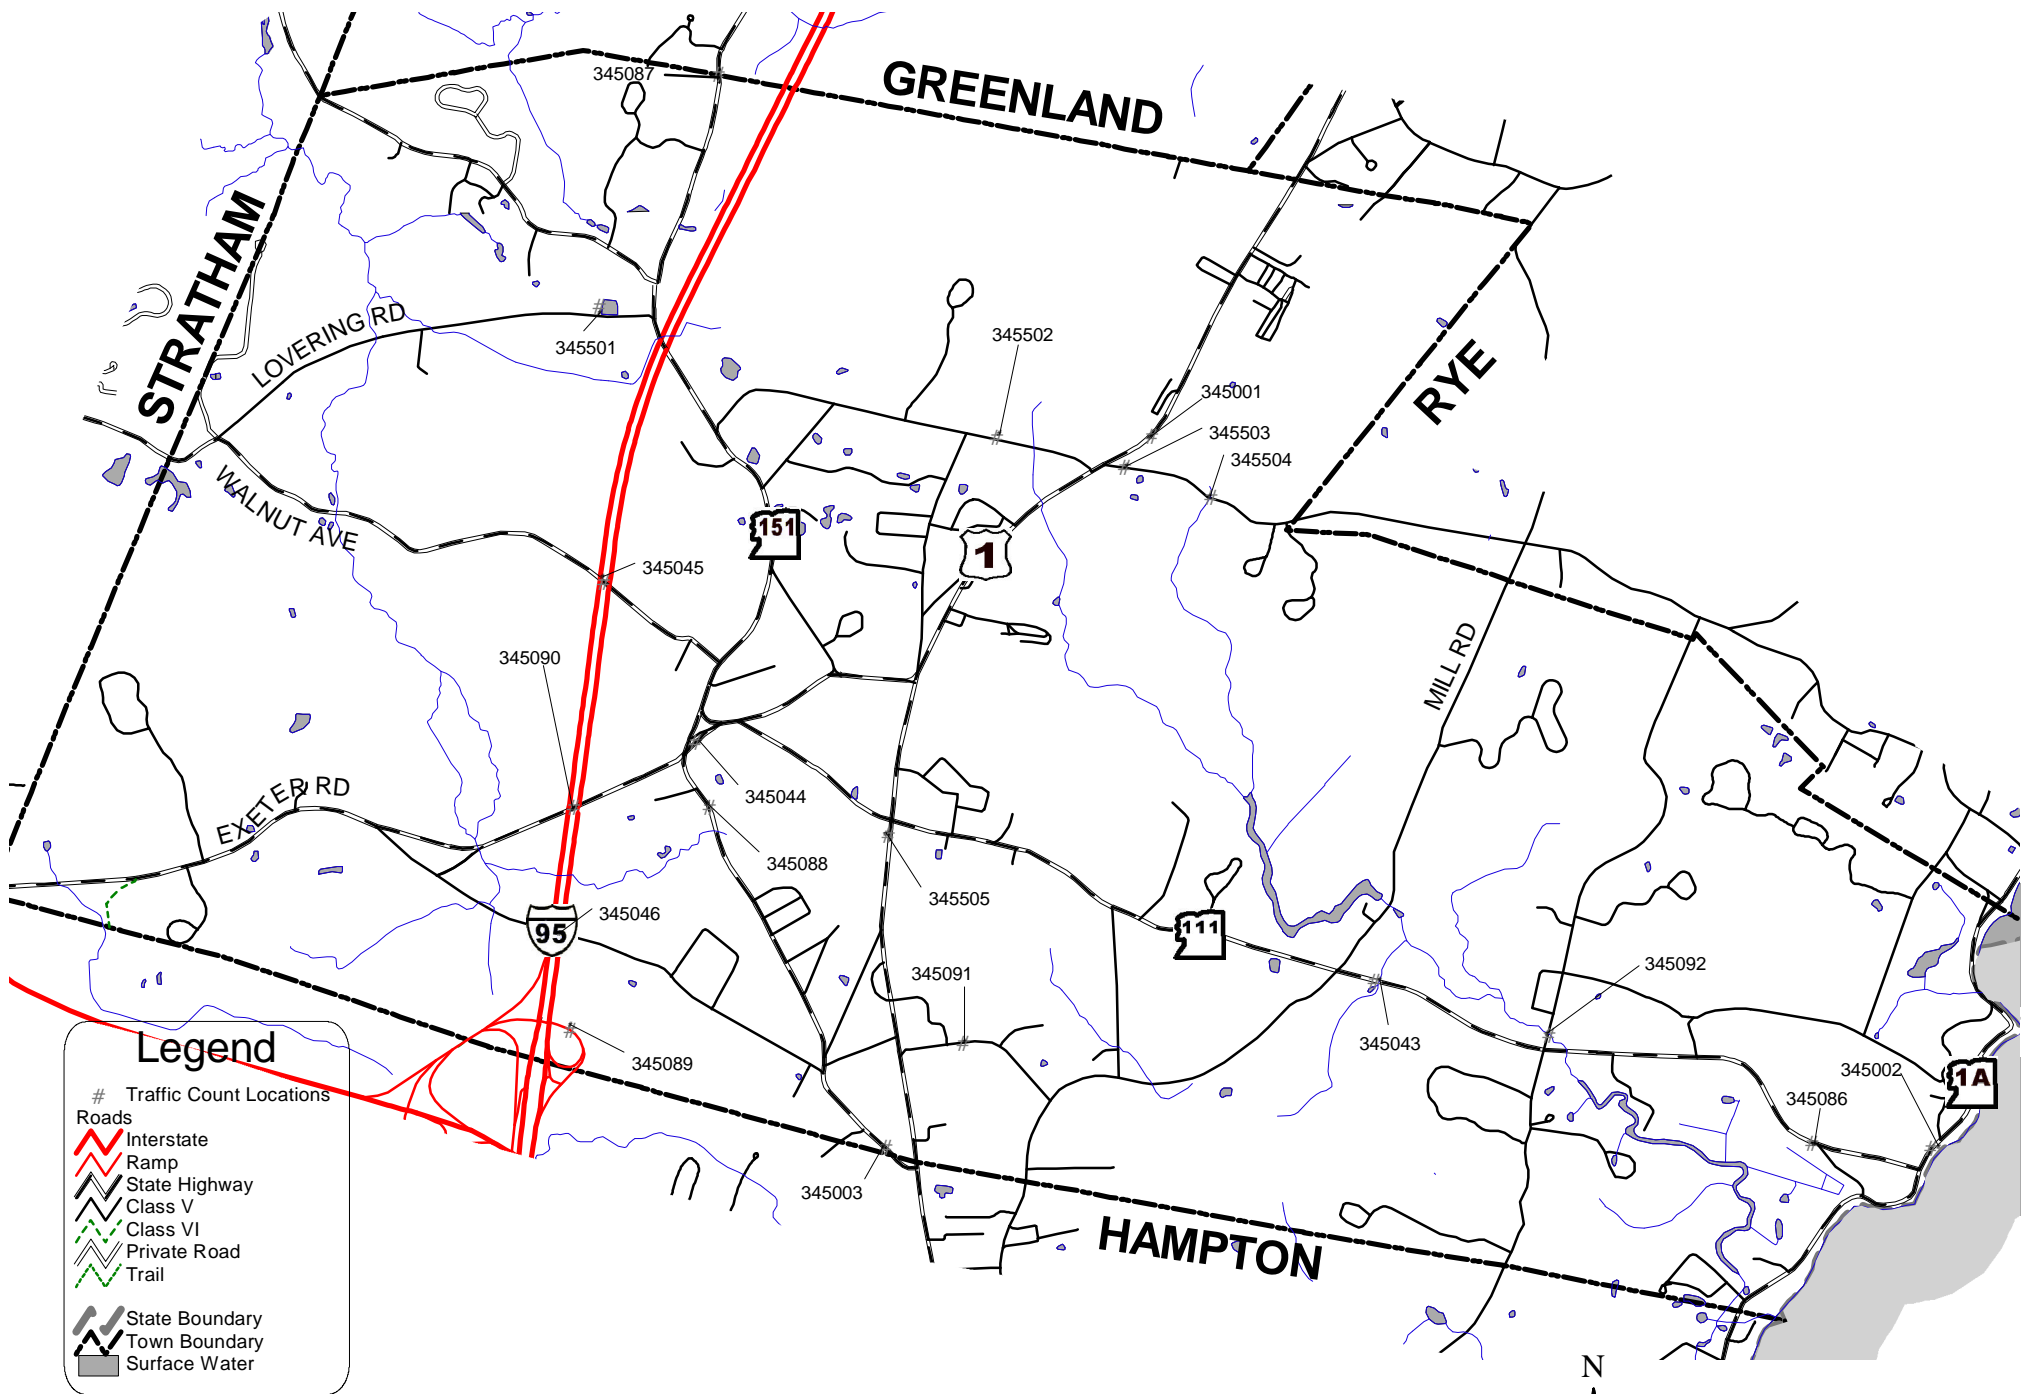 345087
GREENLAND
STRATHAM
LOVERING RD
345501
345502
345001
RYE
345503
345504
WALNUT AVE
151
1
345045
345090
MILL RD
EXETER RD
345044
345088
345505
345046
95
111
345091
345092
345043
345089
345002
1A
345086
345003
HAMPTON
Legend
# Traffic Count Locations
Roads
Interstate
Ramp
State Highway
Class V
Class VI
Private Road
Trail
State Boundary
Town Boundary
Surface Water
N